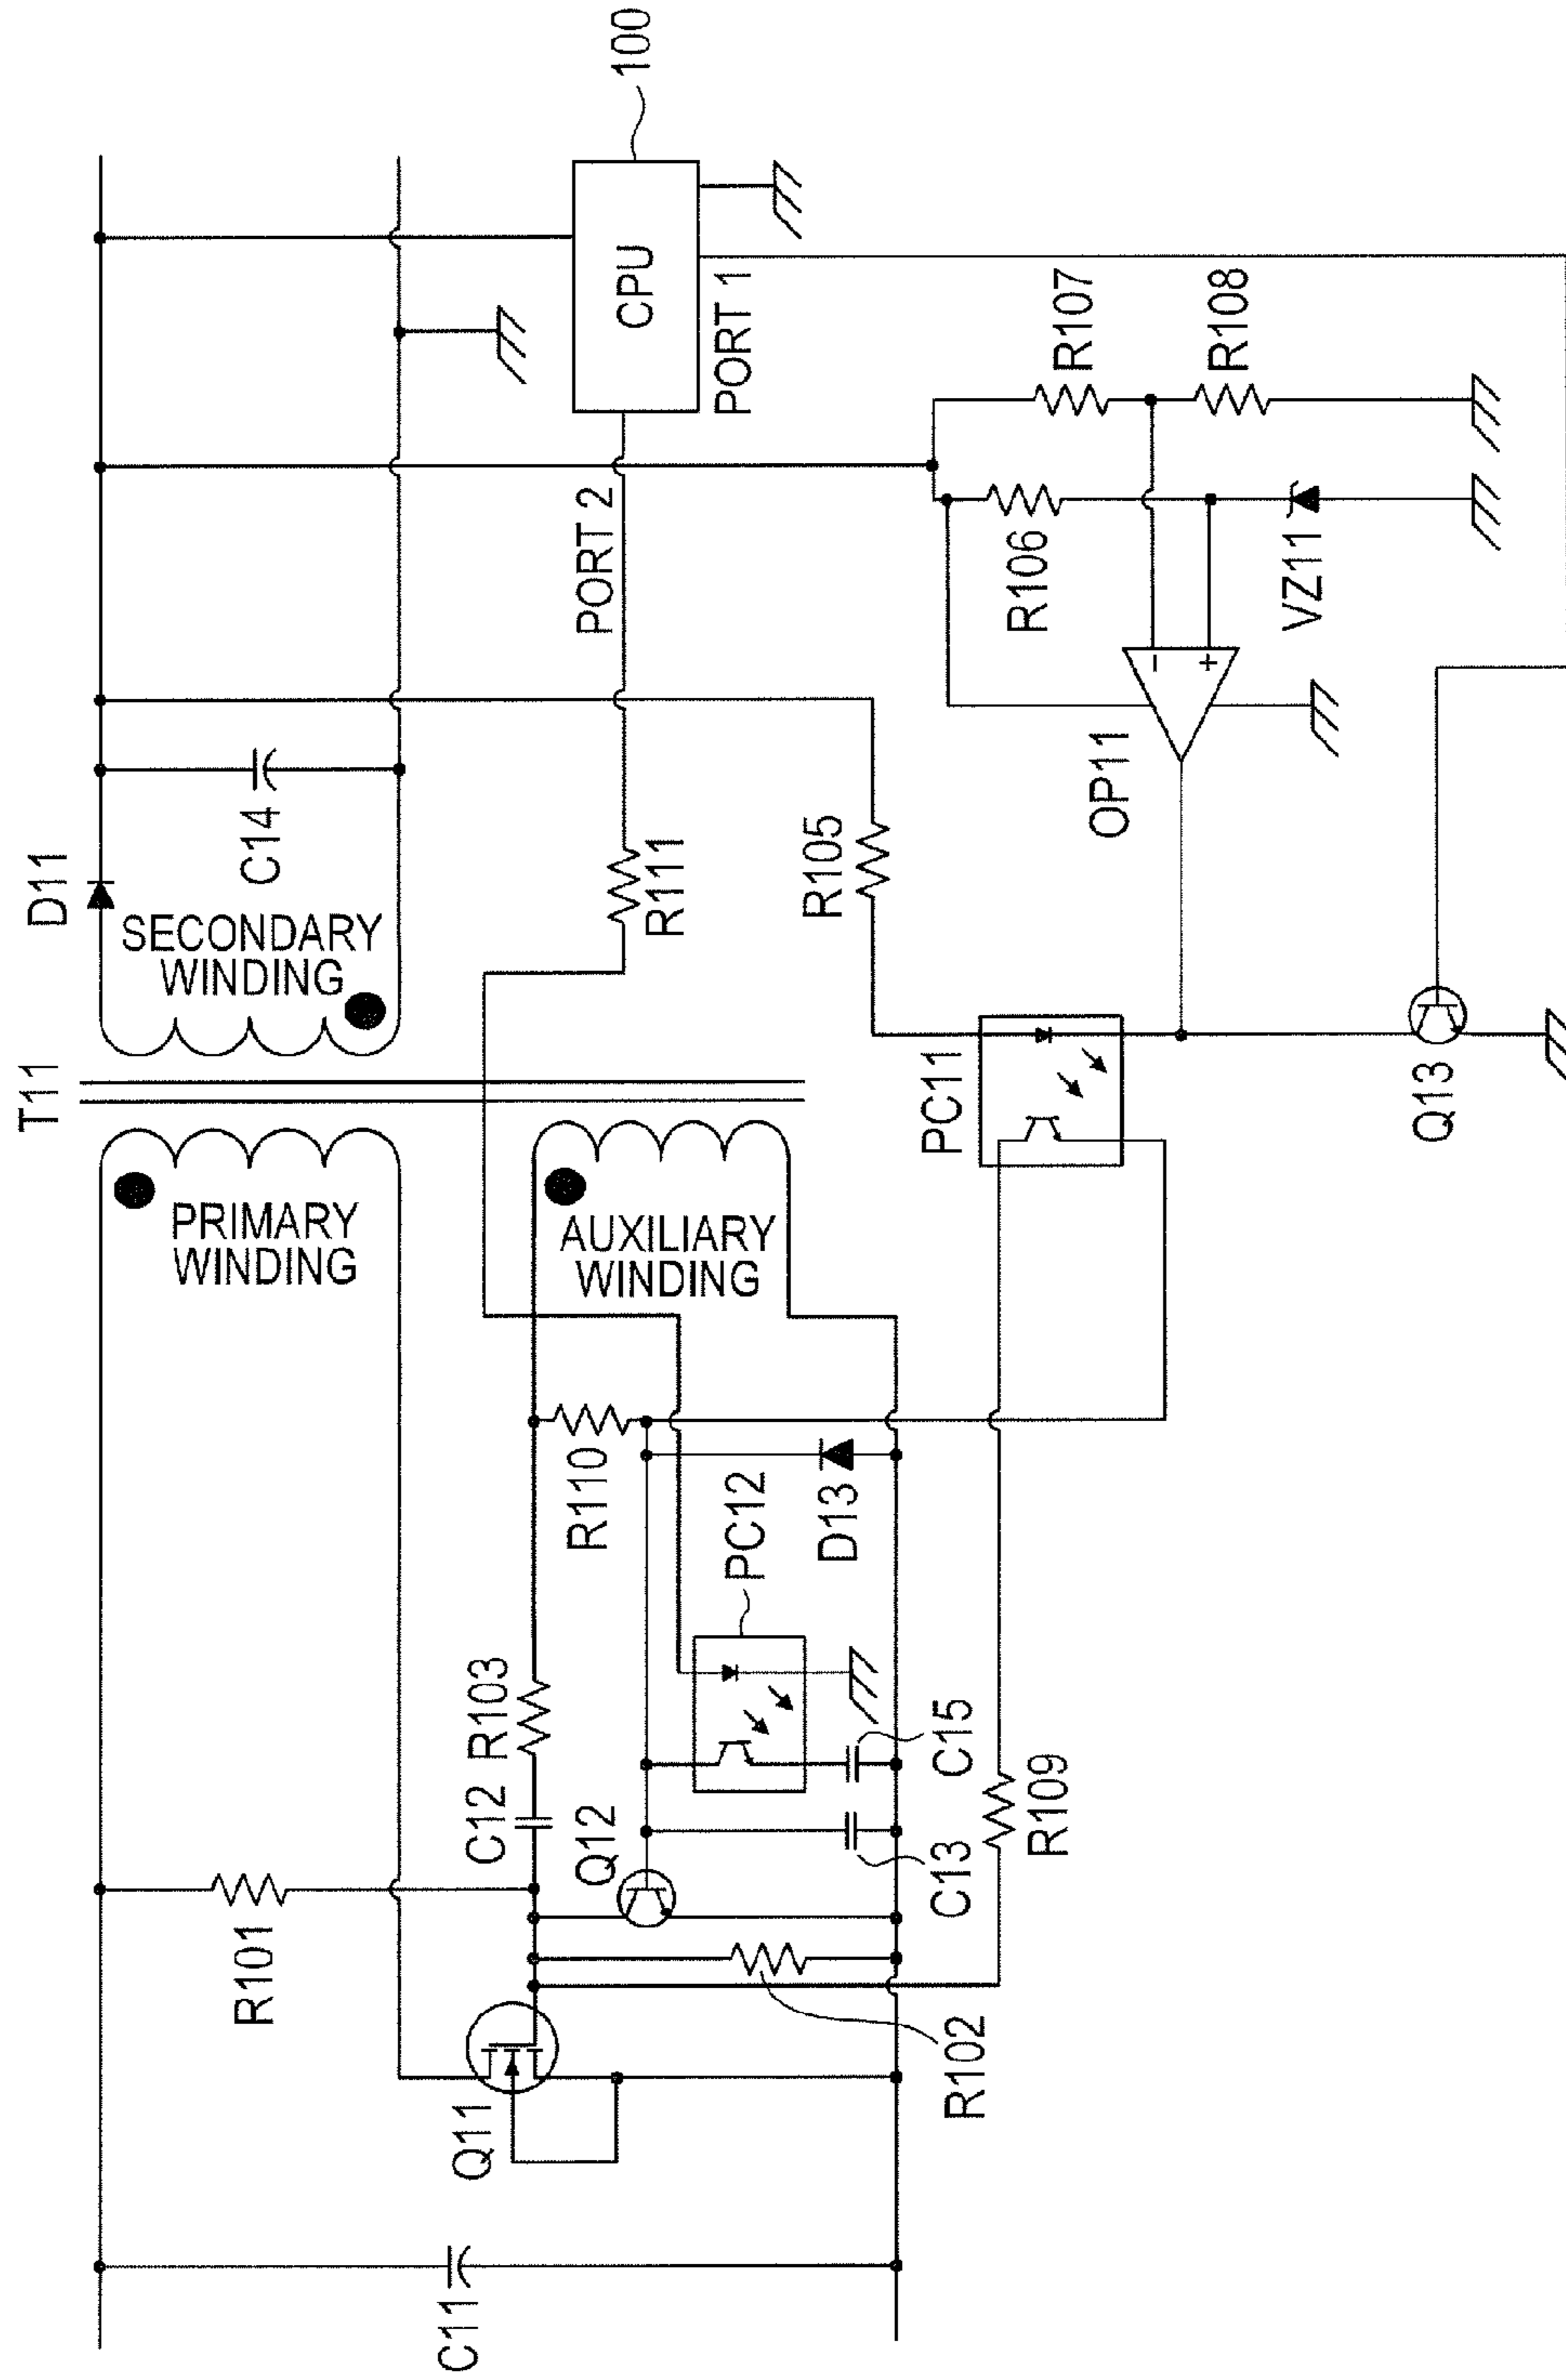 T11
D11
PRIMARY
WINDING
SECONDARY
WINDING
C14
R101
C11
Q11
C12
R103
AUXILIARY
WINDING
R110
Q12
PC12
D13
C13
C15
R102
R109
R111
PORT 2
CPU
100
PORT 1
R105
PC11
OP11
-
+
R106
R107
R108
VZ11
Q13